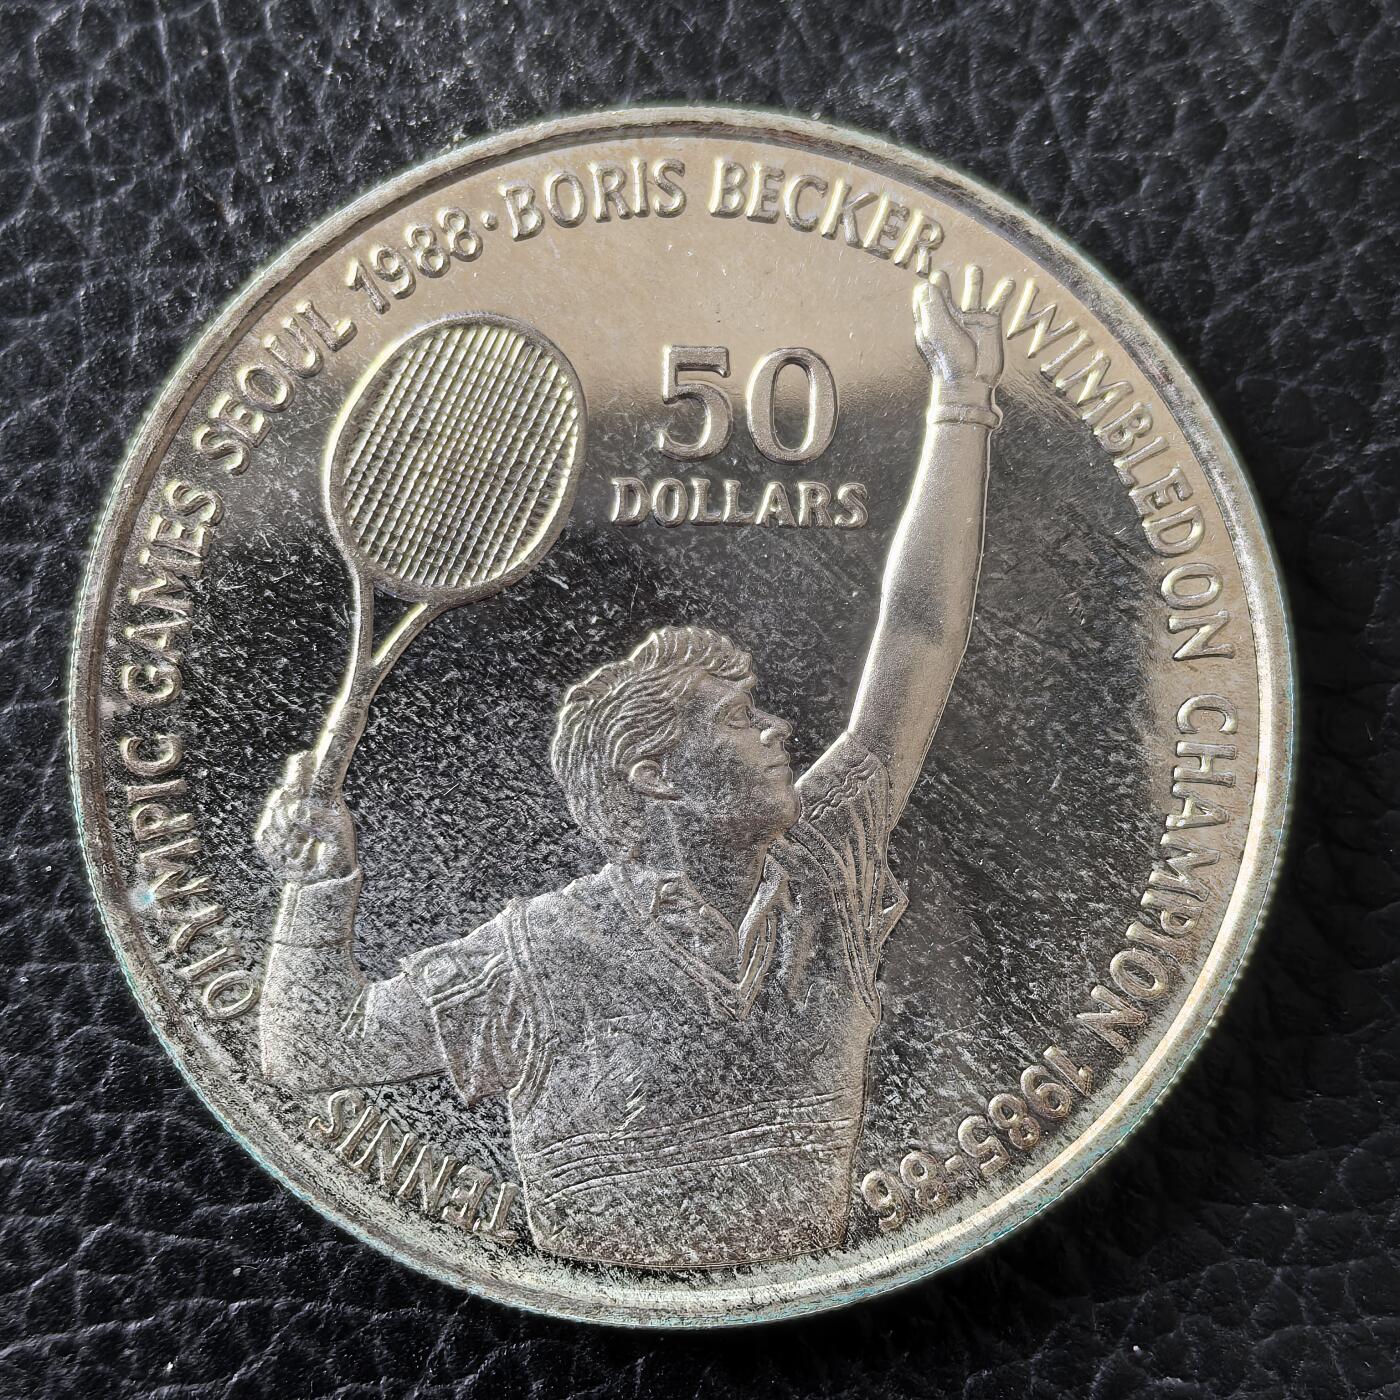 OLYMPIC GAMES SEOUL 1988 · BORIS BECKER WIMBLEDON CHAMPION 1985-86
50
DOLLARS
TENNIS